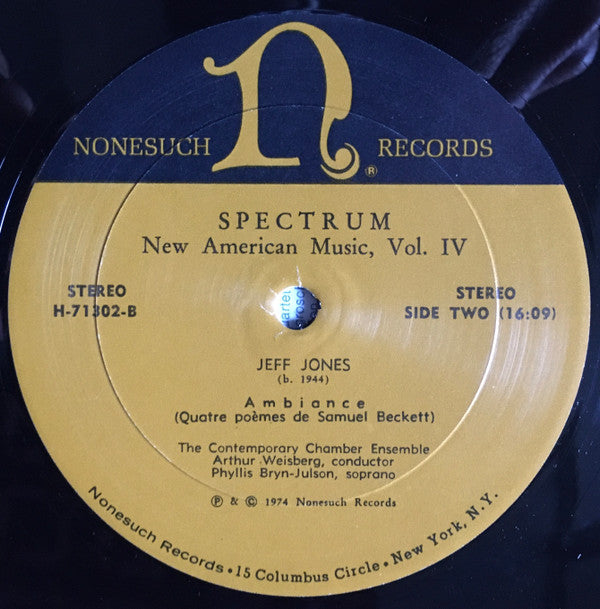 n
NONESUCH RECORDS
®
SPECTRUM
New American Music, Vol. IV
STEREO
H-71302-B
STEREO
SIDE TWO (16:09)
JEFF JONES
(b. 1944)
Ambiance
(Quatre poèmes de Samuel Beckett)
The Contemporary Chamber Ensemble
Arthur Weisberg, conductor
Phyllis Bryn-Julson, soprano
℗ & © 1974 Nonesuch Records
Nonesuch Records • 15 Columbus Circle • New York, N.Y.